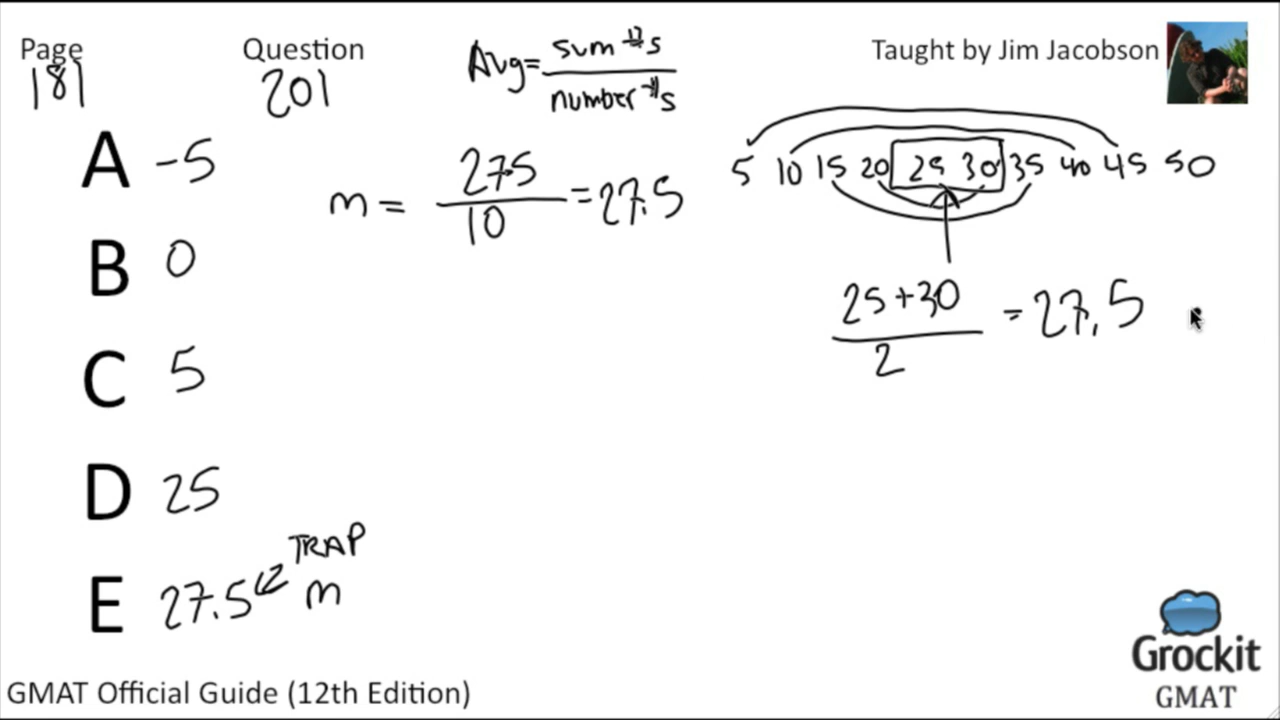 Page
181
Question
201
Avg = sum #'s / number #'s
Taught by Jim Jacobson
A -5
B 0
C 5
D 25
E 27.5 m
TRAP
m = 275 / 10 = 27.5
5 10 15 20 25 30 35 40 45 50
25+30 / 2 = 27.5
GMAT Official Guide (12th Edition)
Grockit
GMAT